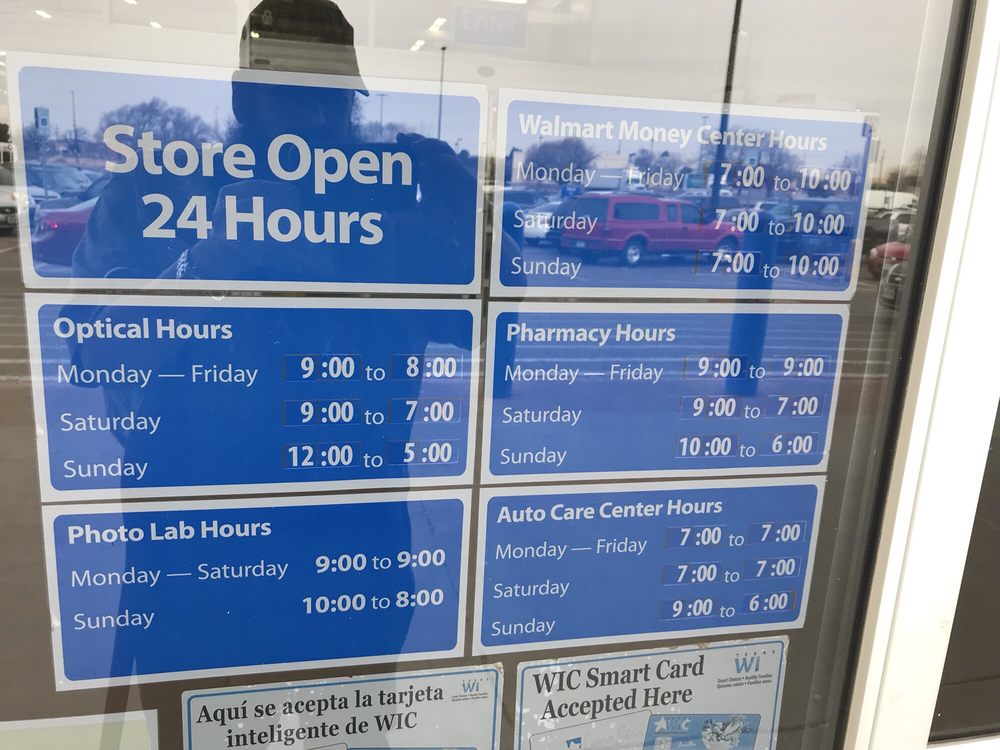 Enter
Store Open
24 Hours
Walmart Money Center Hours
Monday — Friday 7:00 to 10:00
Saturday 7:00 to 10:00
Sunday 7:00 to 10:00
Optical Hours
Monday — Friday 9:00 to 8:00
Saturday 9:00 to 7:00
Sunday 12:00 to 5:00
Pharmacy Hours
Monday — Friday 9:00 to 9:00
Saturday 9:00 to 7:00
Sunday 10:00 to 6:00
Photo Lab Hours
Monday — Saturday 9:00 to 9:00
Sunday 10:00 to 8:00
Auto Care Center Hours
Monday — Friday 7:00 to 7:00
Saturday 7:00 to 7:00
Sunday 9:00 to 6:00
Aquí se acepta la tarjeta
inteligente de WIC
WIC Smart Card
Accepted Here
TEXAS